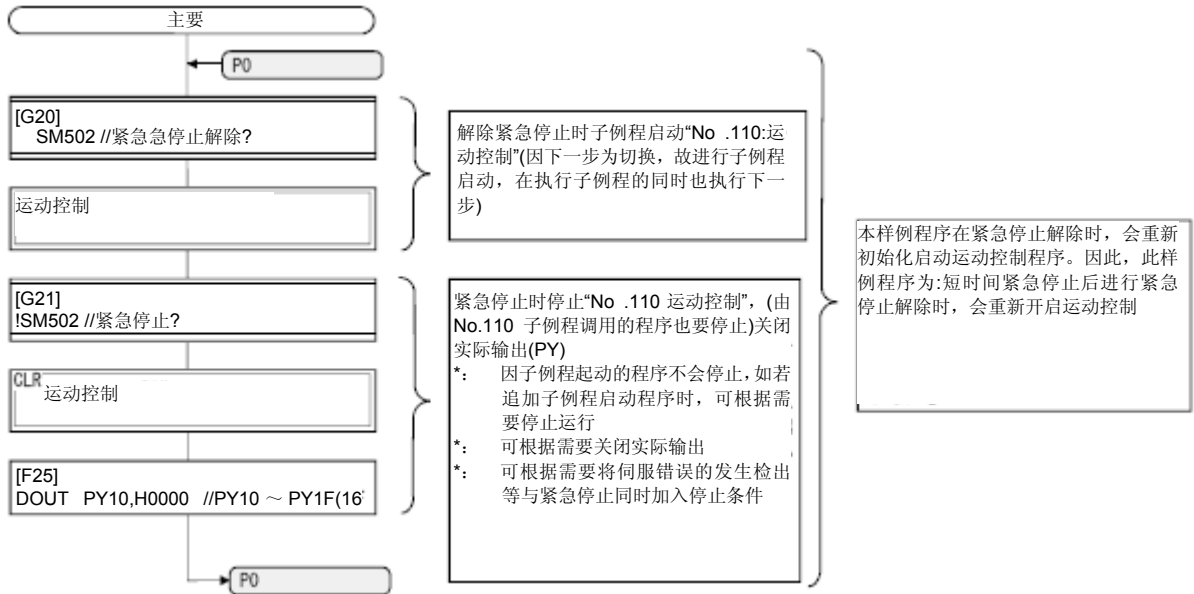 主要
P0
[G20]
SM502 //紧急急停止解除?
运动控制
[G21]
!SM502 //紧急停止?
CLR
运动控制
[F25]
DOUT PY10,H0000 //PY10 ～ PY1F(16
P0
解除紧急停止时子例程启动“No .110:运
动控制”(因下一步为切换，故进行子例程
启动，在执行子例程的同时也执行下一
步)
紧急停止时停止“No .110 运动控制”，(由
No.110 子例程调用的程序也要停止)关闭
实际输出(PY)
*： 因子例程起动的程序不会停止，如若
追加子例程启动程序时，可根据需
要停止运行
*： 可根据需要关闭实际输出
*： 可根据需要将伺服错误的发生检出
等与紧急停止同时加入停止条件
本样例程序在紧急停止解除时，会重新
初始化启动运动控制程序。因此，此样
例程序为:短时间紧急停止后进行紧急
停止解除时，会重新开启运动控制